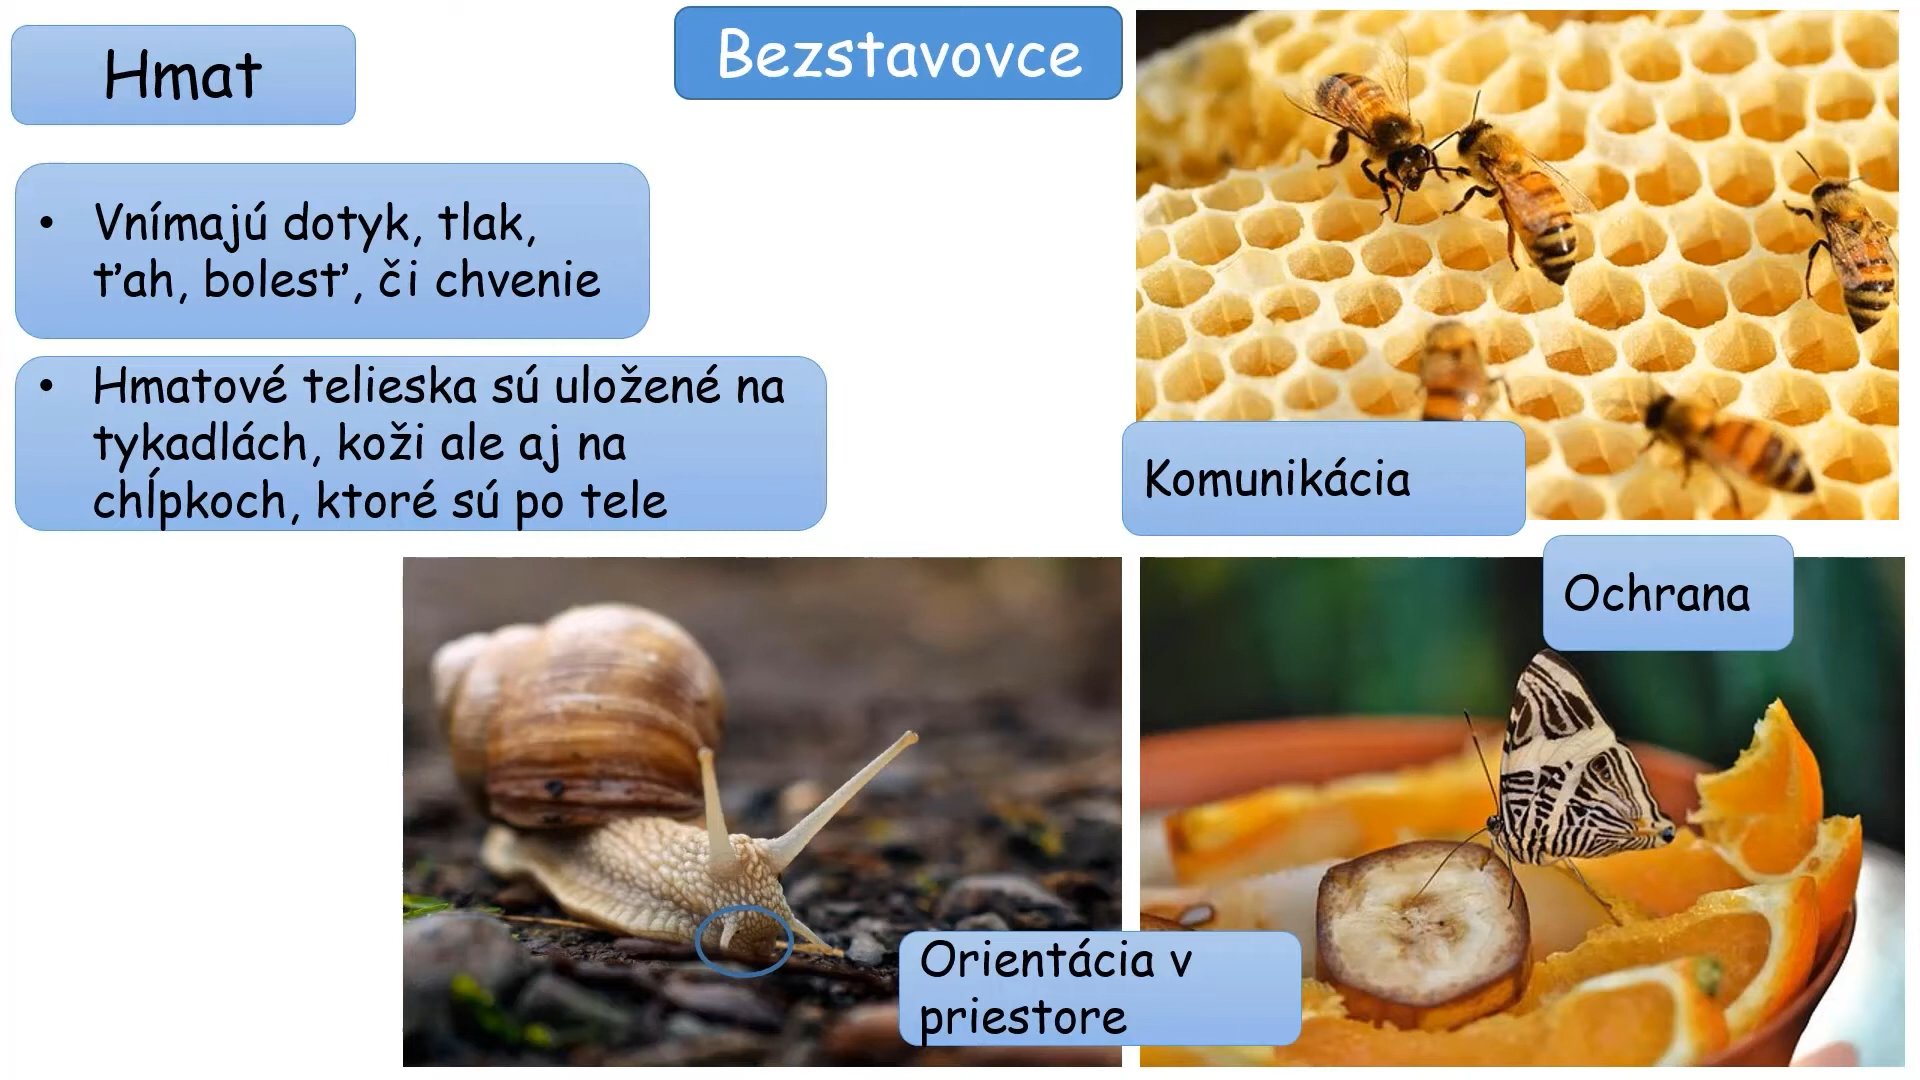 Hmat
Bezstavovce
• Vnímajú dotyk, tlak,
ťah, bolesť, či chvenie
• Hmatové telieska sú uložené na
tykadlách, koži ale aj na
chĺpkoch, ktoré sú po tele
Komunikácia
Ochrana
Orientácia v
priestore